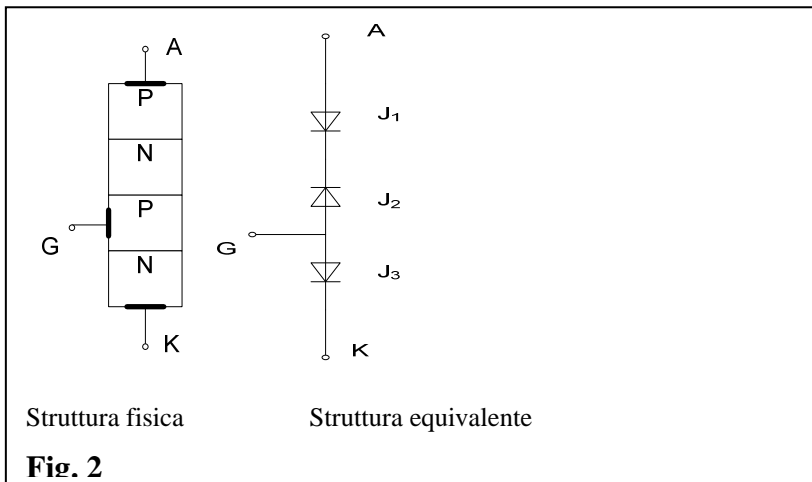 A
P
N
P
G
N
K
A
J₁
J₂
G
J₃
K
Struttura fisica
Struttura equivalente
Fig. 2